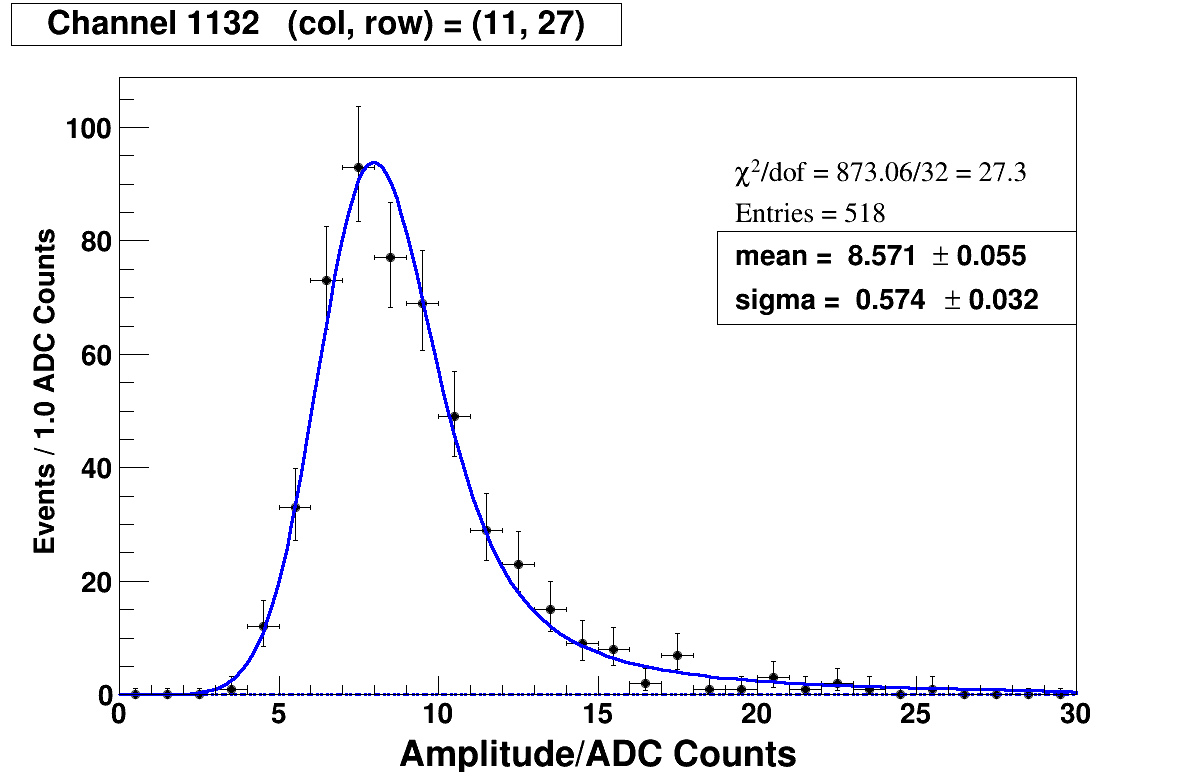 Channel 1132 (col, row) = (11, 27)
χ²/dof = 873.06/32 = 27.3
Entries = 518
mean = 8.571 ± 0.055
sigma = 0.574 ± 0.032
Events / 1.0 ADC Counts
100
80
60
40
20
0
0 5 10 15 20 25 30
Amplitude/ADC Counts